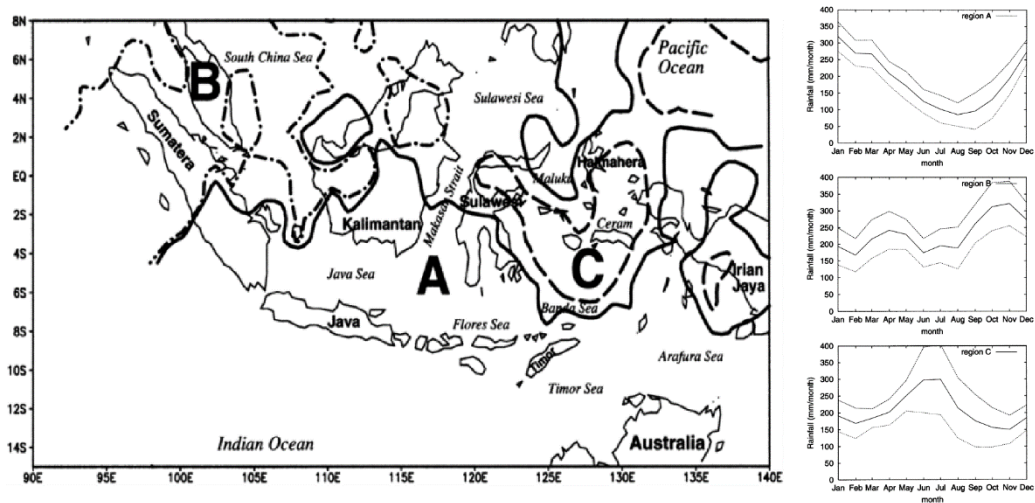 8N
6N
4N
2N
EQ
2S
4S
6S
8S
10S
12S
14S
90E
95E
100E
105E
110E
115E
120E
125E
130E
135E
140E
South China Sea
Pacific
Ocean
B
Sulawesi Sea
Sumatera
Halmahera
Maluku
Makasar Strait
Sulawesi
Kalimantan
Ceram
Java Sea
A
C
Irian
Jaya
Banda Sea
Java
Flores Sea
Timor
Arafura Sea
Timor Sea
Indian Ocean
Australia
region A
Rainfall (mm/month)
400
350
300
250
200
150
100
50
0
Jan Feb Mar Apr May Jun Jul Aug Sep Oct Nov Dec
month
region B
Rainfall (mm/month)
400
350
300
250
200
150
100
50
0
Jan Feb Mar Apr May Jun Jul Aug Sep Oct Nov Dec
month
region C
Rainfall (mm/month)
400
350
300
250
200
150
100
50
0
Jan Feb Mar Apr May Jun Jul Aug Sep Oct Nov Dec
month